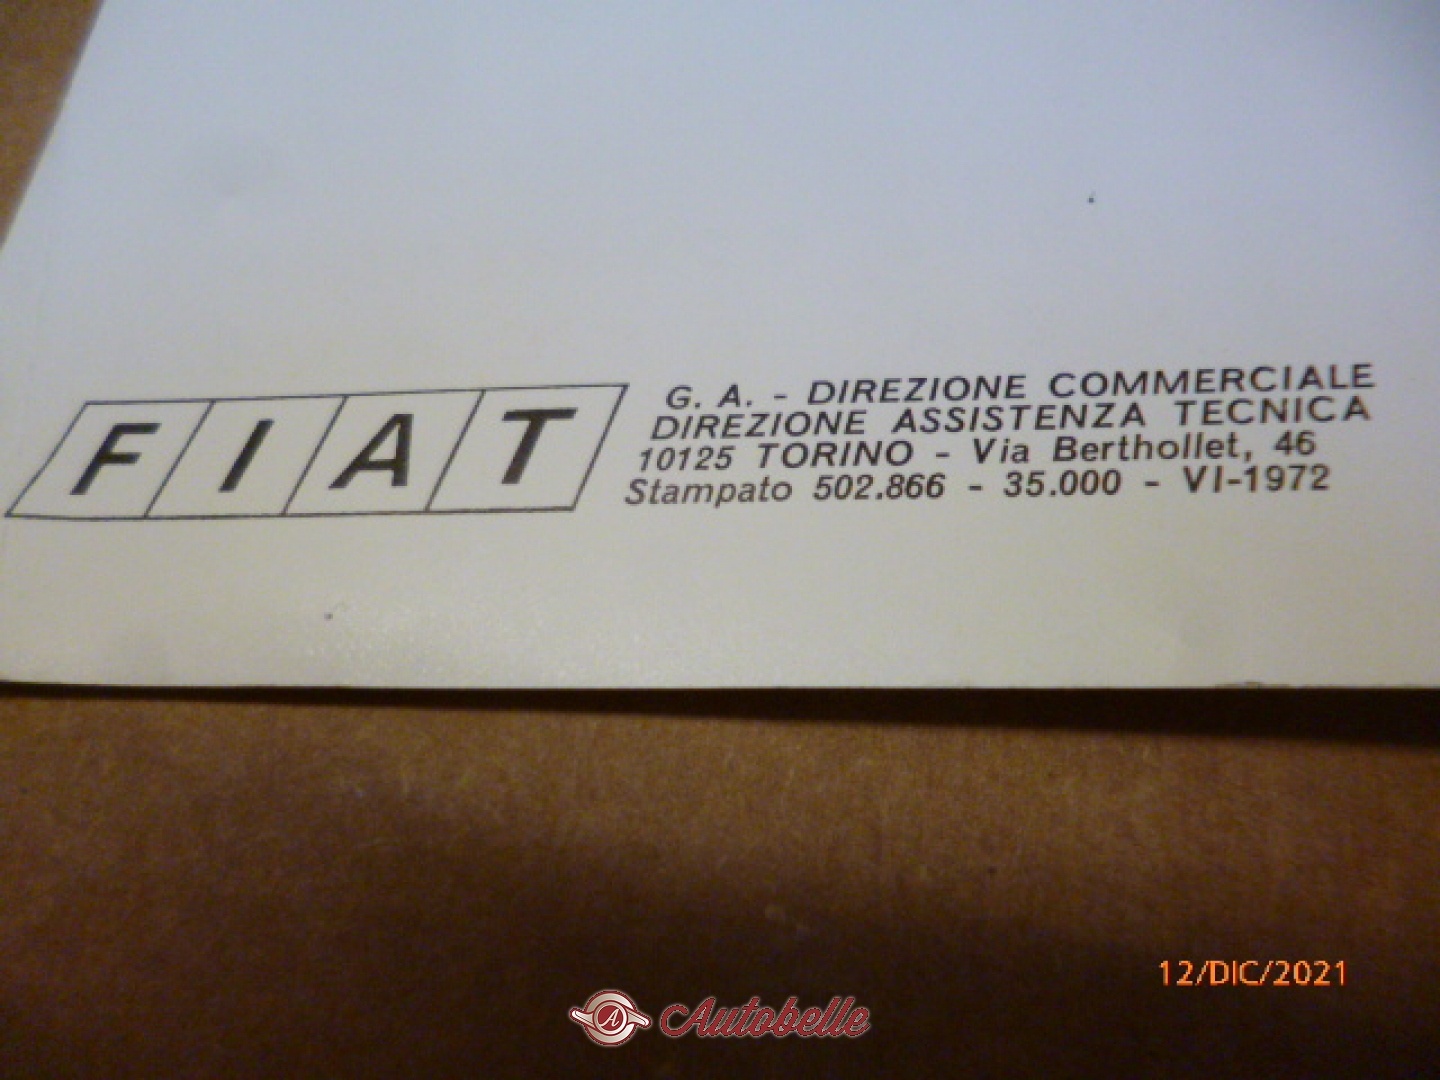 FIAT
G. A. - DIREZIONE COMMERCIALE
DIREZIONE ASSISTENZA TECNICA
10125 TORINO - Via Berthollet, 46
Stampato 502.866 - 35.000 - VI-1972
12/DIC/2021
A Autobelle